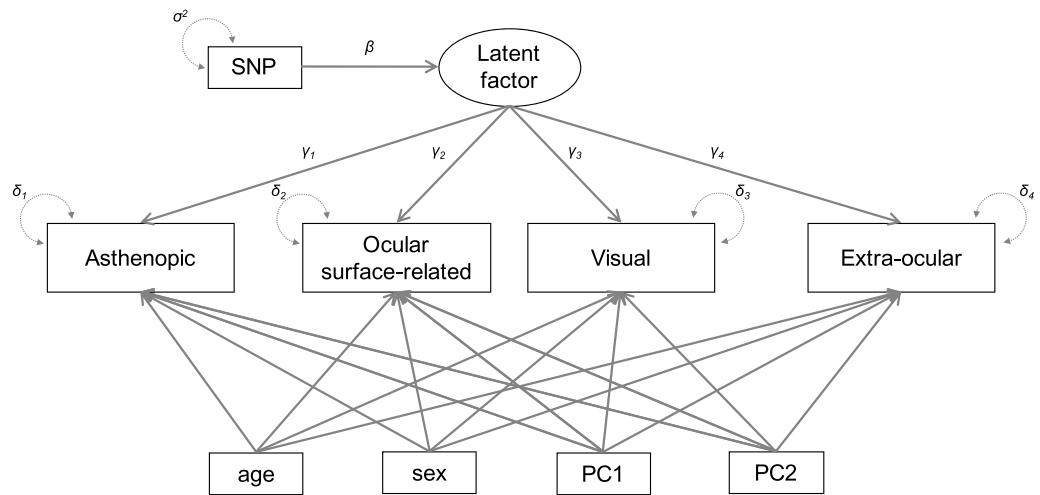 σ²
SNP
β
Latent
factor
γ₁
γ₂
γ₃
γ₄
δ₁
δ₂
δ₃
δ₄
Asthenopic
Ocular
surface-related
Visual
Extra-ocular
age
sex
PC1
PC2